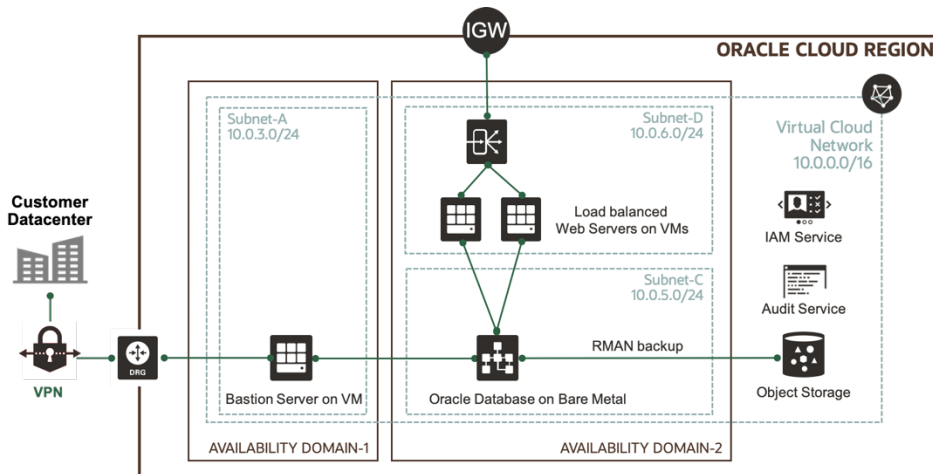 IGW
ORACLE CLOUD REGION
Subnet-A
10.0.3.0/24
Subnet-D
10.0.6.0/24
Virtual Cloud
Network
10.0.0.0/16
Customer
Datacenter
Load balanced
Web Servers on VMs
IAM Service
Subnet-C
10.0.5.0/24
Audit Service
RMAN backup
DRG
VPN
Bastion Server on VM
Oracle Database on Bare Metal
Object Storage
AVAILABILITY DOMAIN-1
AVAILABILITY DOMAIN-2